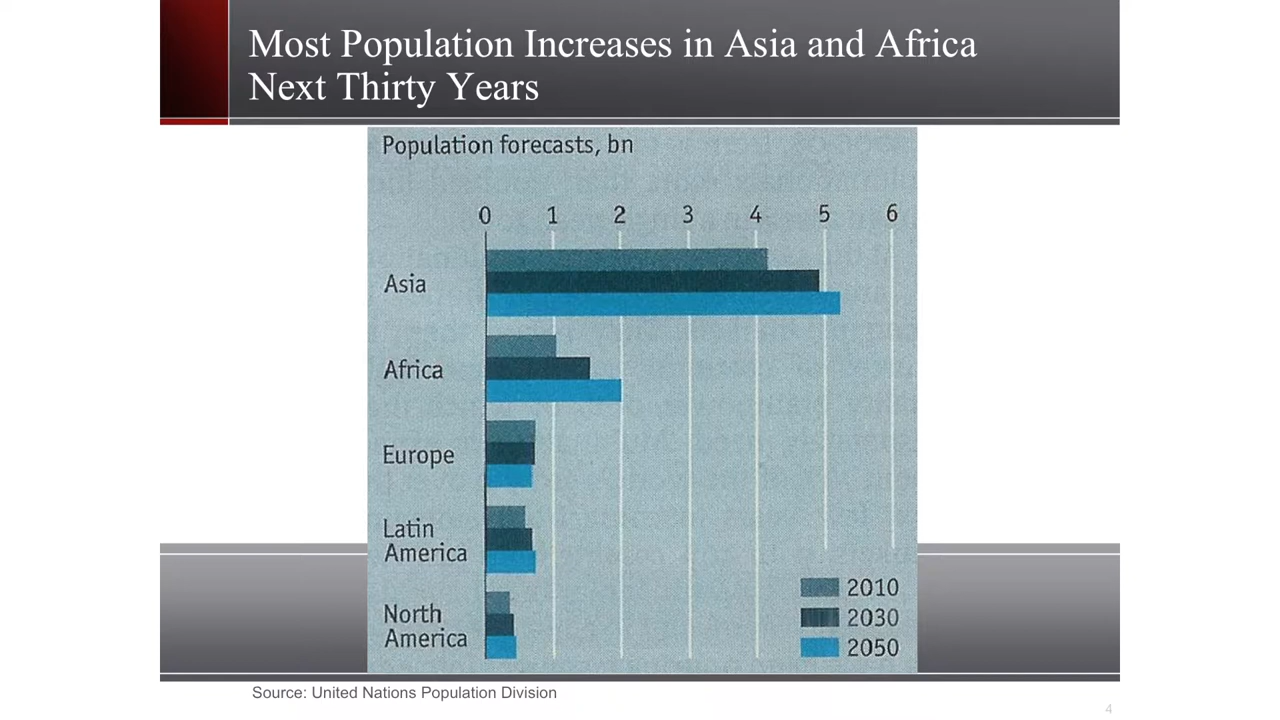 Most Population Increases in Asia and Africa
Next Thirty Years
Population forecasts, bn
0 1 2 3 4 5 6
Asia
Africa
Europe
Latin
America
North
America
2010
2030
2050
Source: United Nations Population Division
4